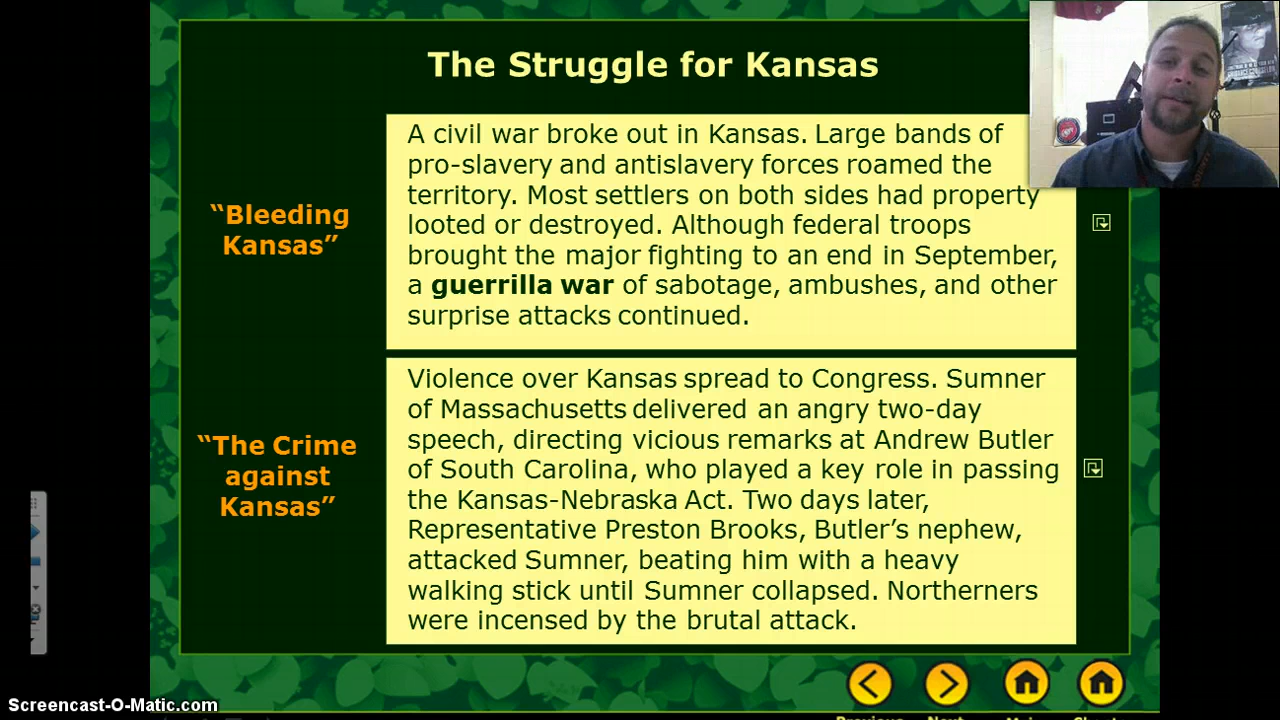 The Struggle for Kansas
“Bleeding
Kansas”
A civil war broke out in Kansas. Large bands of
pro-slavery and antislavery forces roamed the
territory. Most settlers on both sides had property
looted or destroyed. Although federal troops
brought the major fighting to an end in September,
a guerrilla war of sabotage, ambushes, and other
surprise attacks continued.
“The Crime
against
Kansas”
Violence over Kansas spread to Congress. Sumner
of Massachusetts delivered an angry two-day
speech, directing vicious remarks at Andrew Butler
of South Carolina, who played a key role in passing
the Kansas-Nebraska Act. Two days later,
Representative Preston Brooks, Butler’s nephew,
attacked Sumner, beating him with a heavy
walking stick until Sumner collapsed. Northerners
were incensed by the brutal attack.
Screencast-O-Matic.com